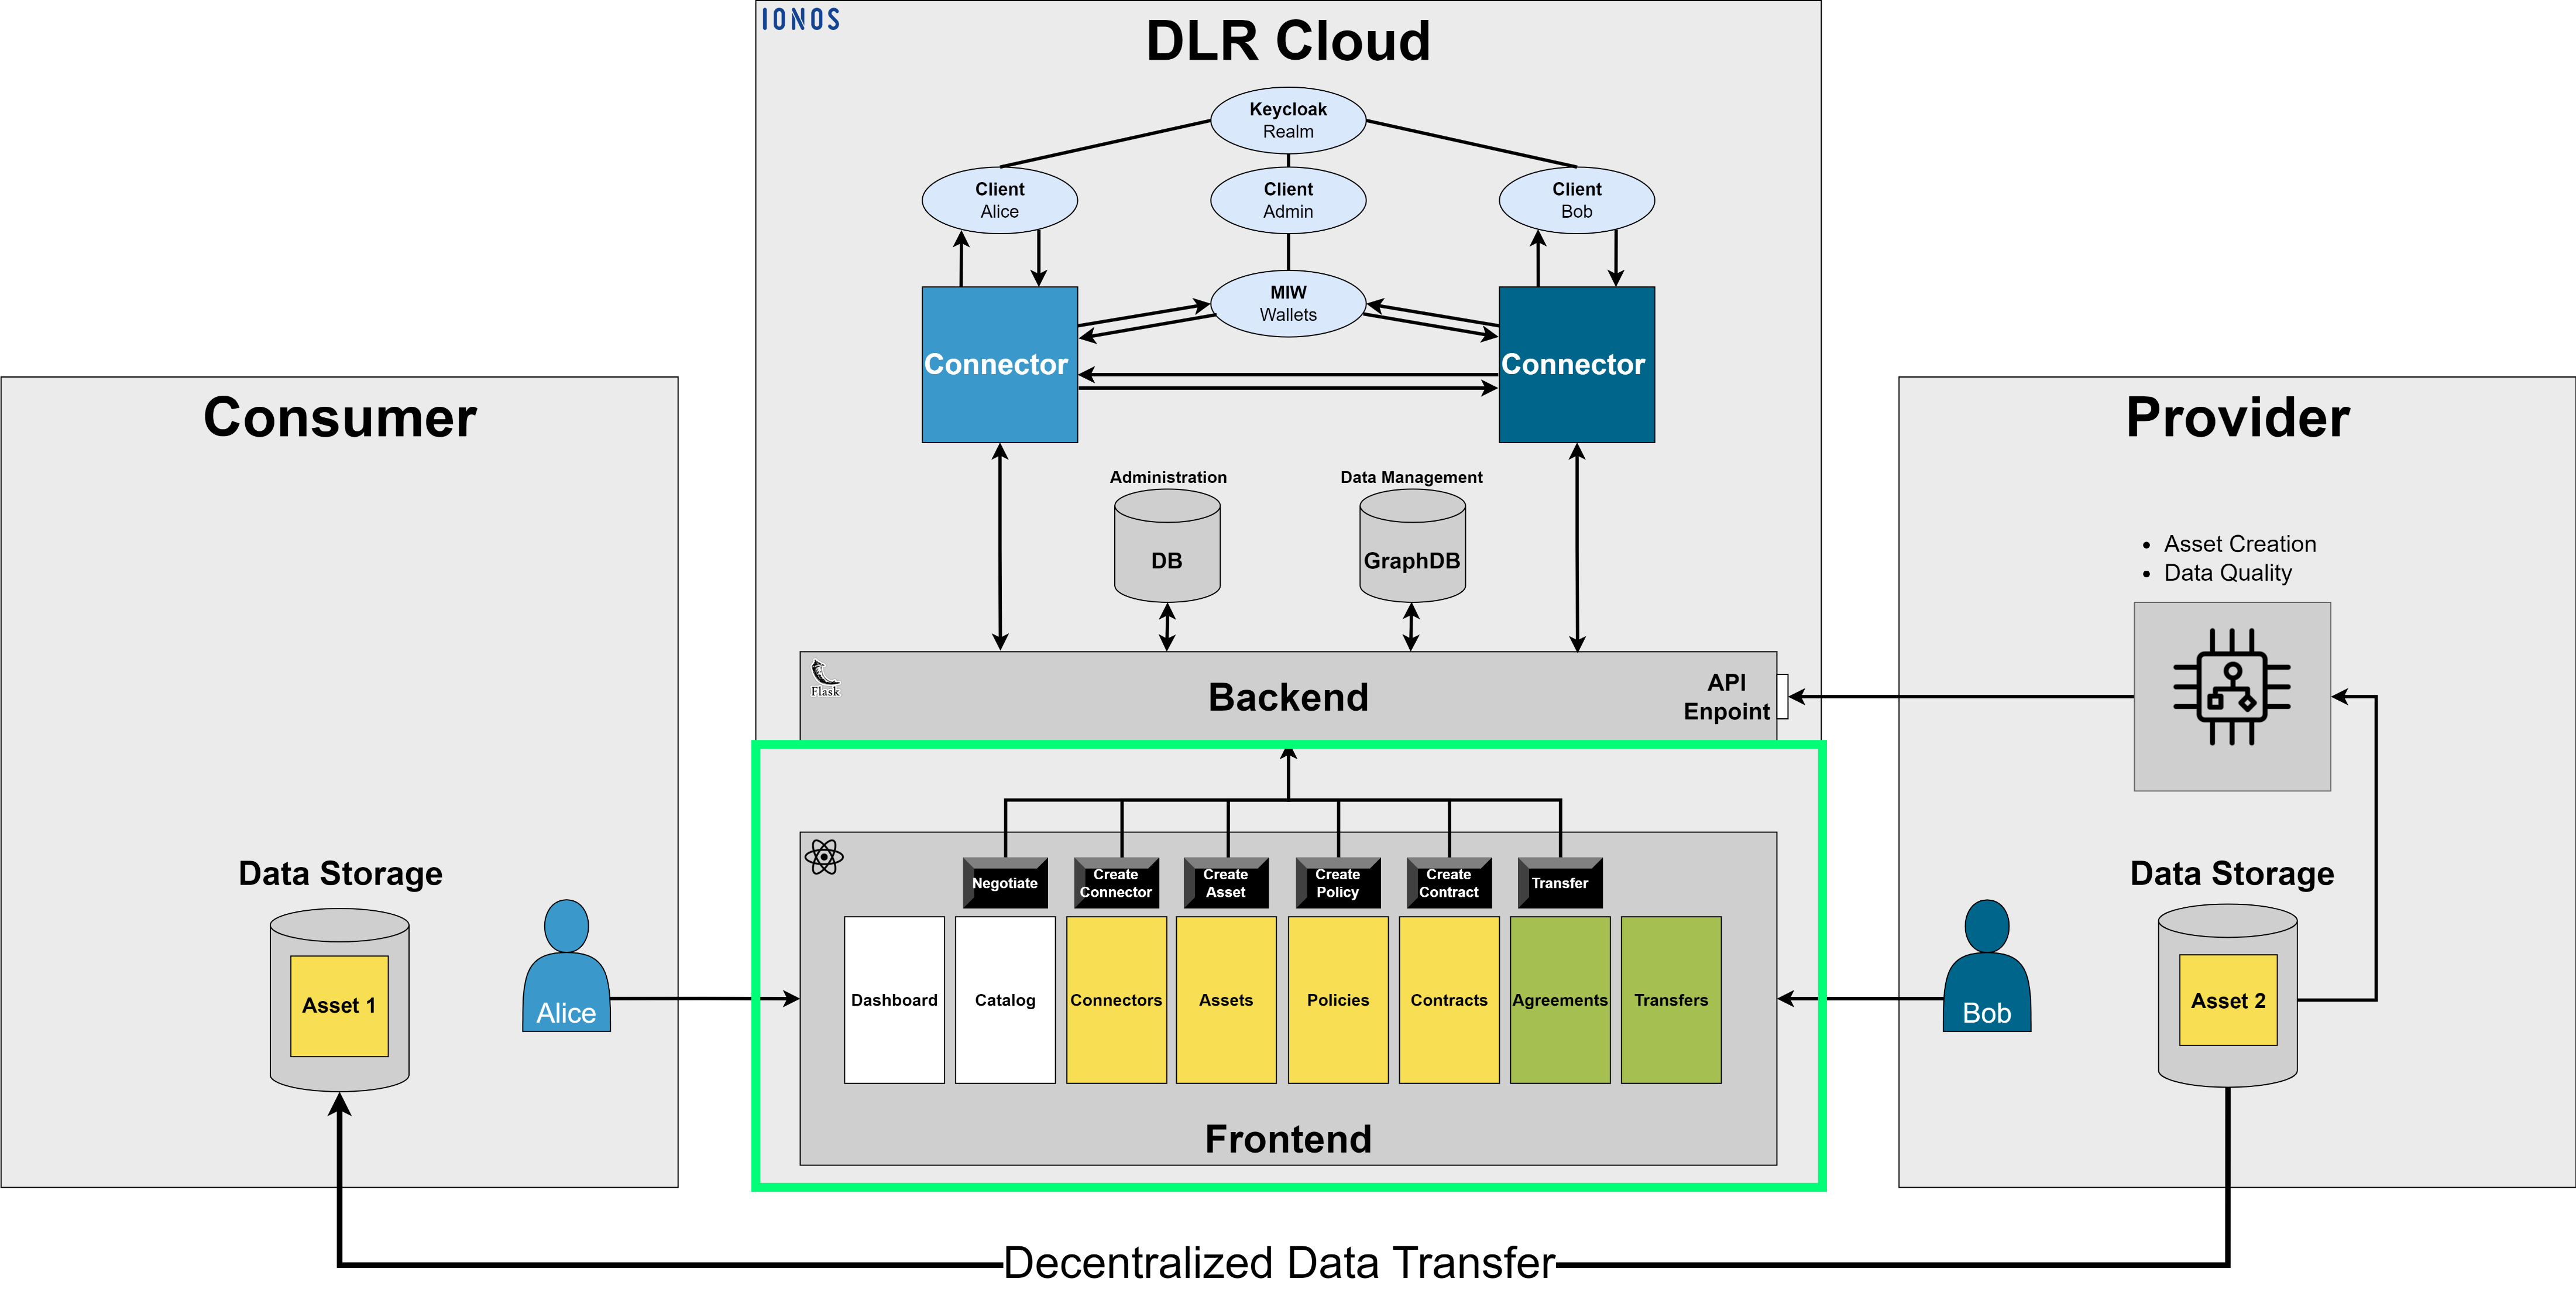 IONOS
DLR Cloud
Keycloak
Realm
Client
Alice
Client
Admin
Client
Bob
MIW
Wallets
Connector
Connector
Consumer
Provider
Administration
DB
Data Management
GraphDB
• Asset Creation
• Data Quality
Flask
Backend
API
Enpoint
Negotiate
Create
Connector
Create
Asset
Create
Policy
Create
Contract
Transfer
Data Storage
Asset 1
Alice
Dashboard
Catalog
Connectors
Assets
Policies
Contracts
Agreements
Transfers
Frontend
Bob
Data Storage
Asset 2
Decentralized Data Transfer